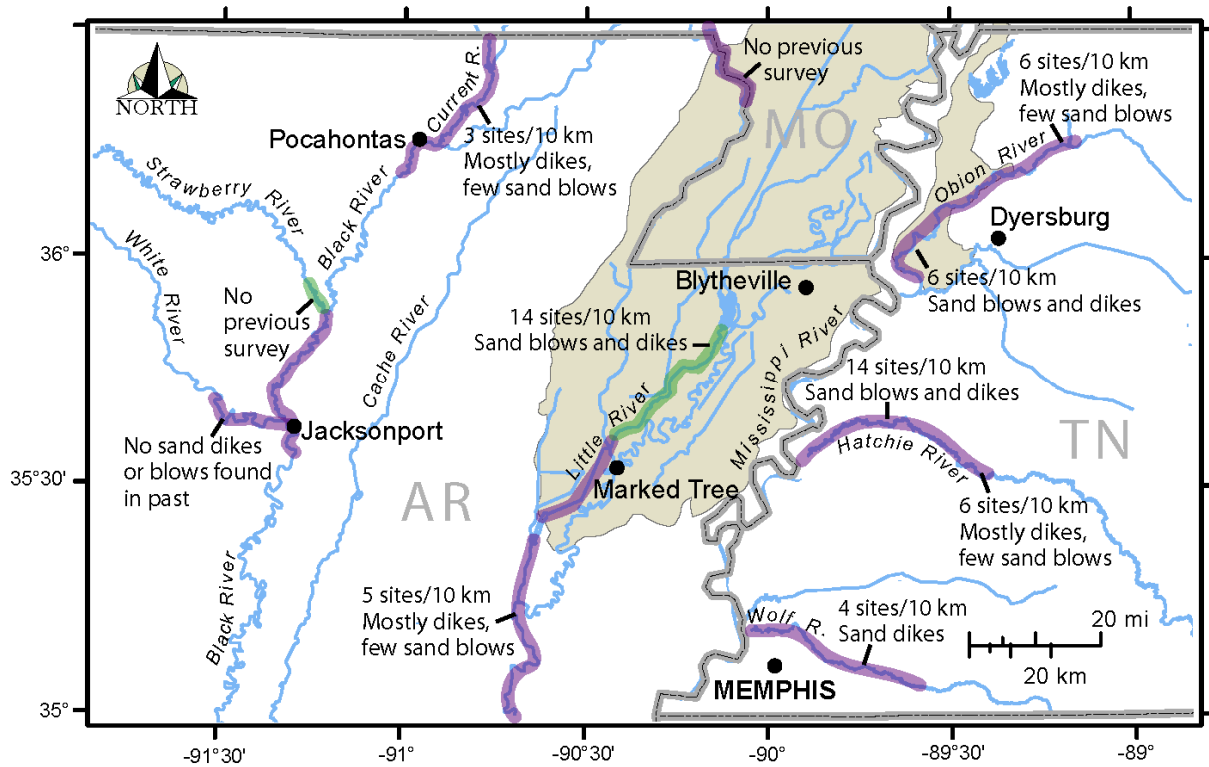 NORTH
Pocahontas
Current R.
3 sites/10 km
Mostly dikes,
few sand blows
No previous
survey
MO
6 sites/10 km
Mostly dikes,
few sand blows
Obion River
Dyersburg
6 sites/10 km
Sand blows and dikes
Strawberry River
Black River
White River
No
previous
survey
Cache River
Blytheville
14 sites/10 km
Sand blows and dikes
Mississippi River
Little River
Marked Tree
14 sites/10 km
Sand blows and dikes
Hatchie River
TN
6 sites/10 km
Mostly dikes,
few sand blows
Jacksonport
No sand dikes
or blows found
in past
AR
Black River
5 sites/10 km
Mostly dikes,
few sand blows
Wolf R.
4 sites/10 km
Sand dikes
MEMPHIS
20 mi
20 km
36°
35°30'
35°
-91°30'
-91°
-90°30'
-90°
-89°30'
-89°